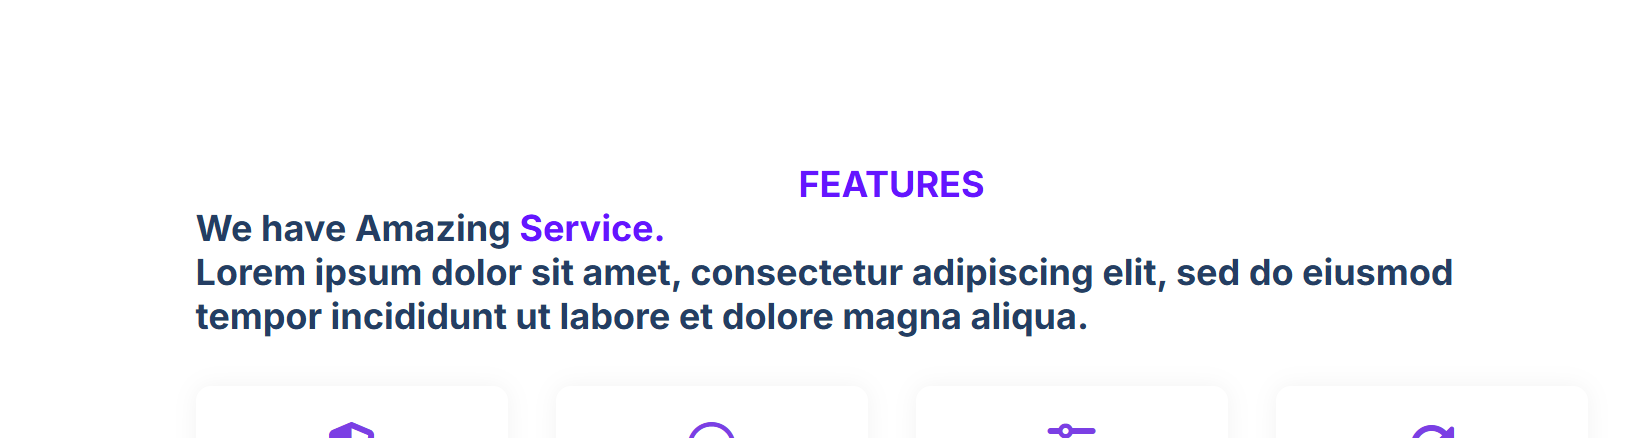 FEATURES
We have Amazing Service.
Lorem ipsum dolor sit amet, consectetur adipiscing elit, sed do eiusmod
tempor incididunt ut labore et dolore magna aliqua.